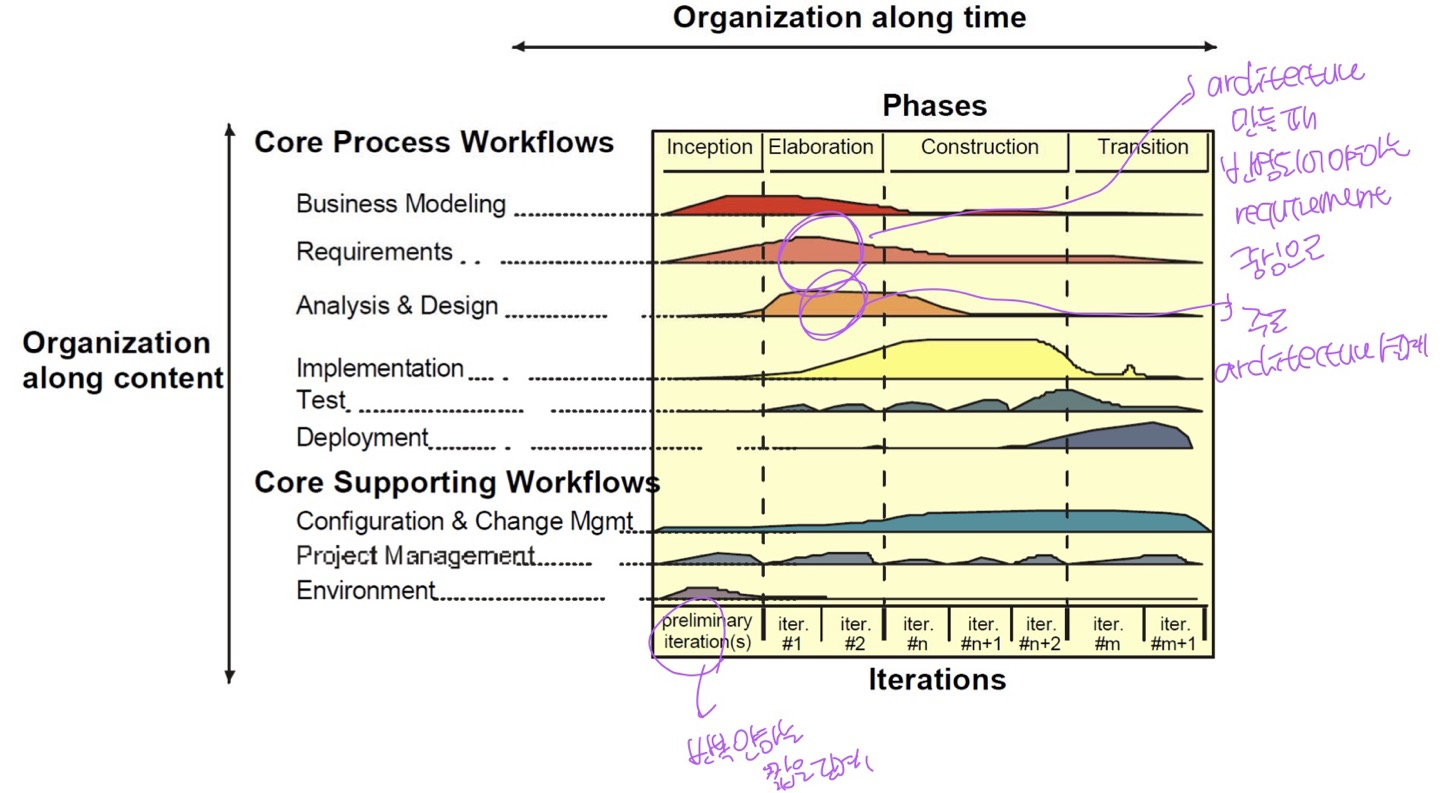 Organization along time
Phases
Core Process Workflows
Inception Elaboration Construction Transition
Business Modeling
Requirements
Analysis & Design
Implementation
Test
Deployment
Core Supporting Workflows
Configuration & Change Mgmt
Project Management
Environment
Organization
along content
preliminary
iteration(s)
iter.
#1
iter.
#2
iter.
#n
iter.
#n+1
iter.
#n+2
iter.
#m
iter.
#m+1
Iterations
architecture
만들때
반영되어야하는
requirement
중심으로
주로
architecture 설계
반복 안하는
짧은 단계